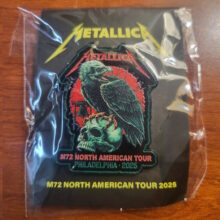 METALLICA
METALLICA
M72 NORTH AMERICAN TOUR
PHILADELPHIA · 2025
M72 NORTH AMERICAN TOUR 2025